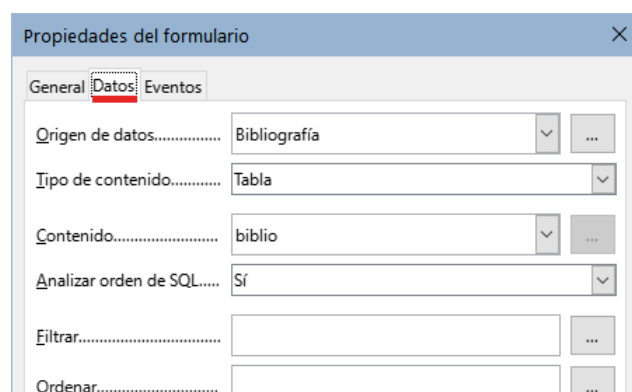 Propiedades del formulario
General Datos Eventos
Origen de datos................ Bibliografía ...
Tipo de contenido............ Tabla
Contenido......................... biblio ...
Analizar orden de SQL..... Sí
Filtrar.................................. ...
Ordenar............................. ...